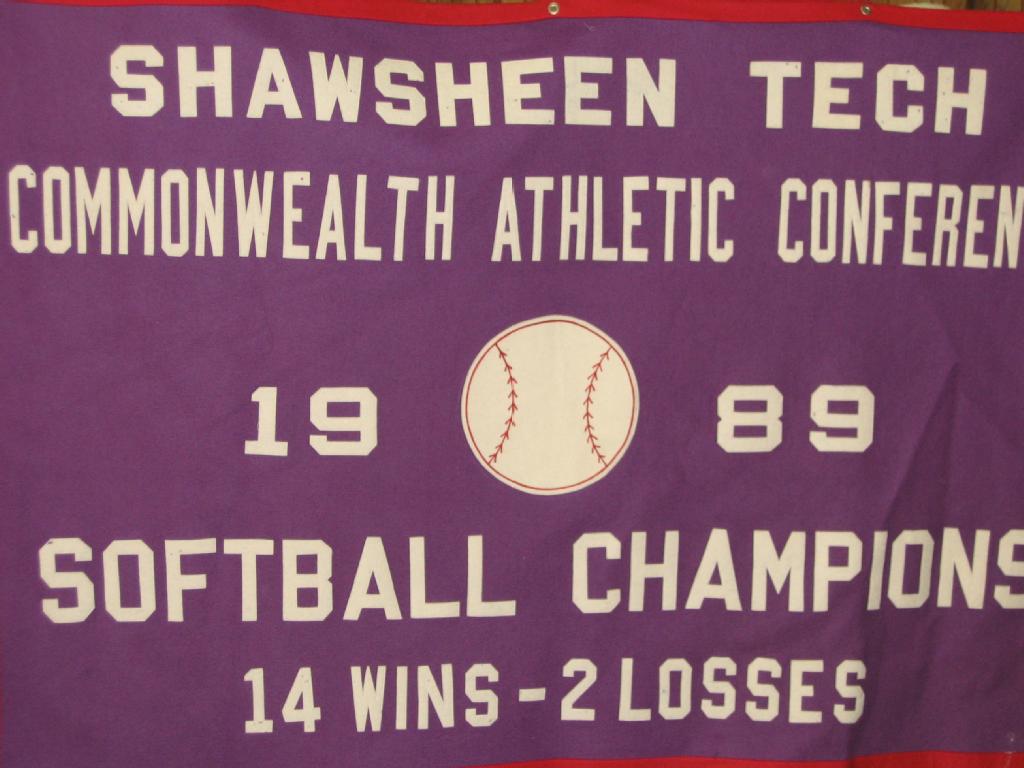 SHAWSHEEN TECH
COMMONWEALTH ATHLETIC CONFEREN
19 89
SOFTBALL CHAMPIONS
14 WINS - 2 LOSSES